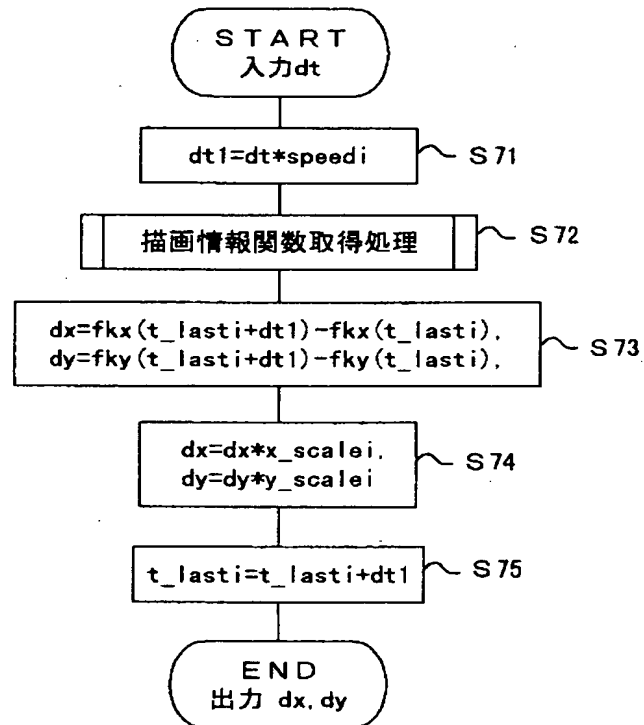 START
入力dt
dt1=dt*speedi
S71
描画情報関数取得処理
S72
dx=fkx(t_lasti+dt1)-fkx(t_lasti),
dy=fky(t_lasti+dt1)-fky(t_lasti),
S73
dx=dx*x_scalei,
dy=dy*y_scalei
S74
t_lasti=t_lasti+dt1
S75
END
出力 dx,dy